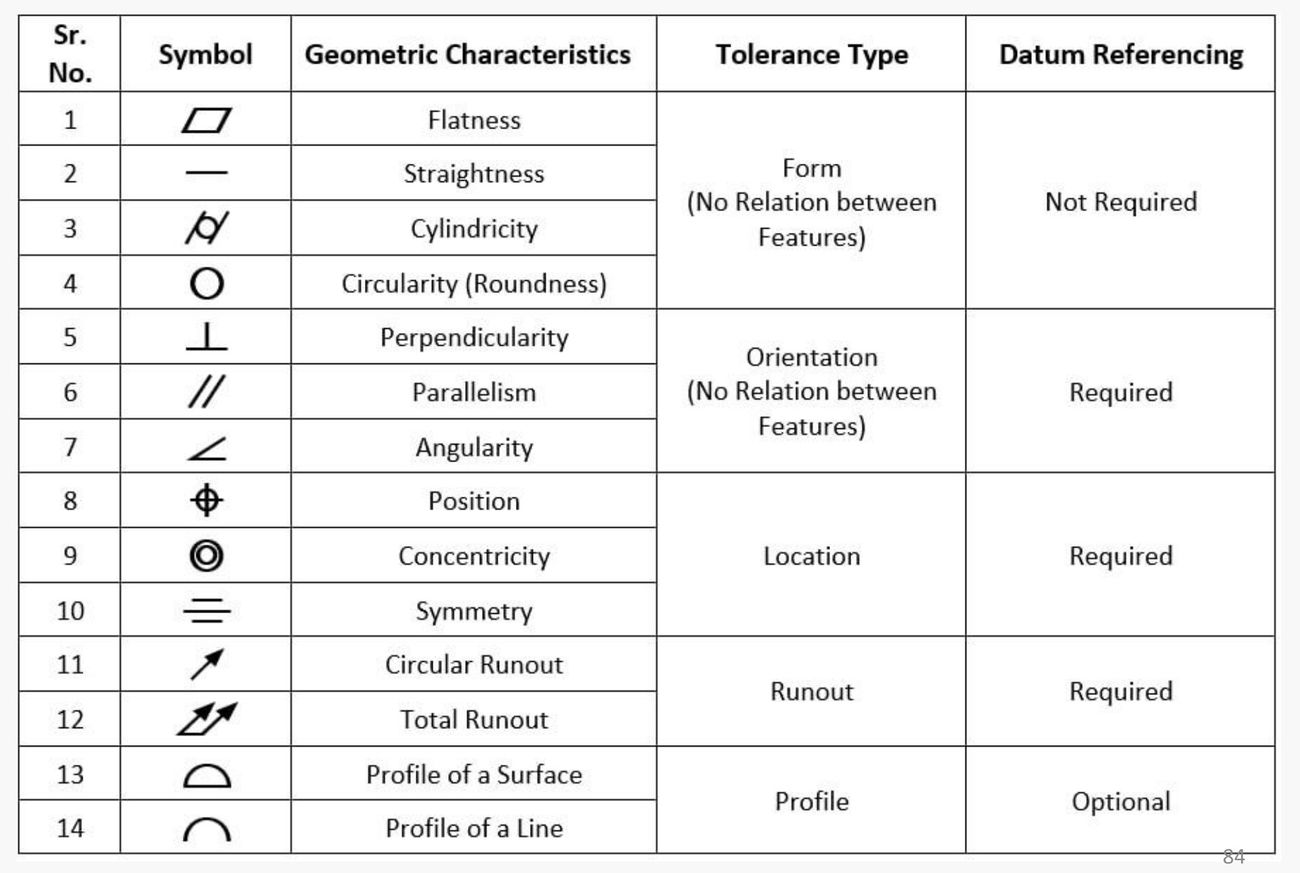 Sr. No. Symbol Geometric Characteristics Tolerance Type Datum Referencing
1 Flatness
2 Straightness
3 Cylindricity
4 Circularity (Roundness)
Form
(No Relation between
Features)
Not Required
5 Perpendicularity
6 Parallelism
7 Angularity
Orientation
(No Relation between
Features)
Required
8 Position
9 Concentricity
10 Symmetry
Location
Required
11 Circular Runout
12 Total Runout
Runout
Required
13 Profile of a Surface
14 Profile of a Line
Profile
Optional
84